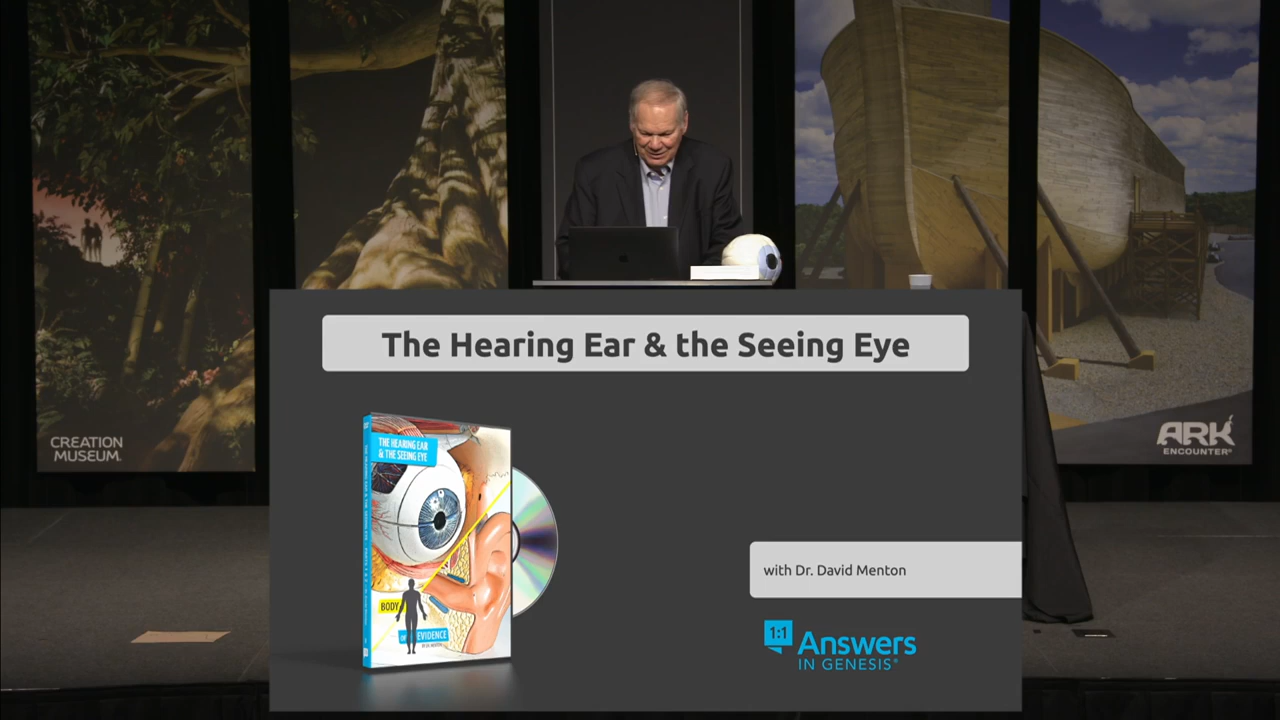 CREATION
MUSEUM
ARK
ENCOUNTER®
The Hearing Ear & the Seeing Eye
THE HEARING EAR
& THE SEEING EYE
BODY
OF EVIDENCE
with Dr. David Menton
1:1
Answers
IN GENESIS®